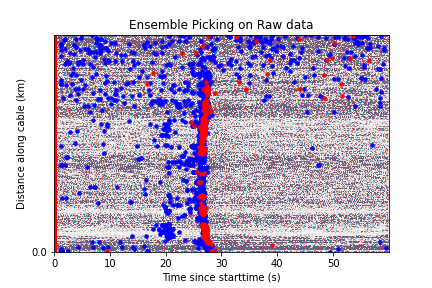 Ensemble Picking on Raw data
Distance along cable (km)
0.0
0 10 20 30 40 50
Time since starttime (s)